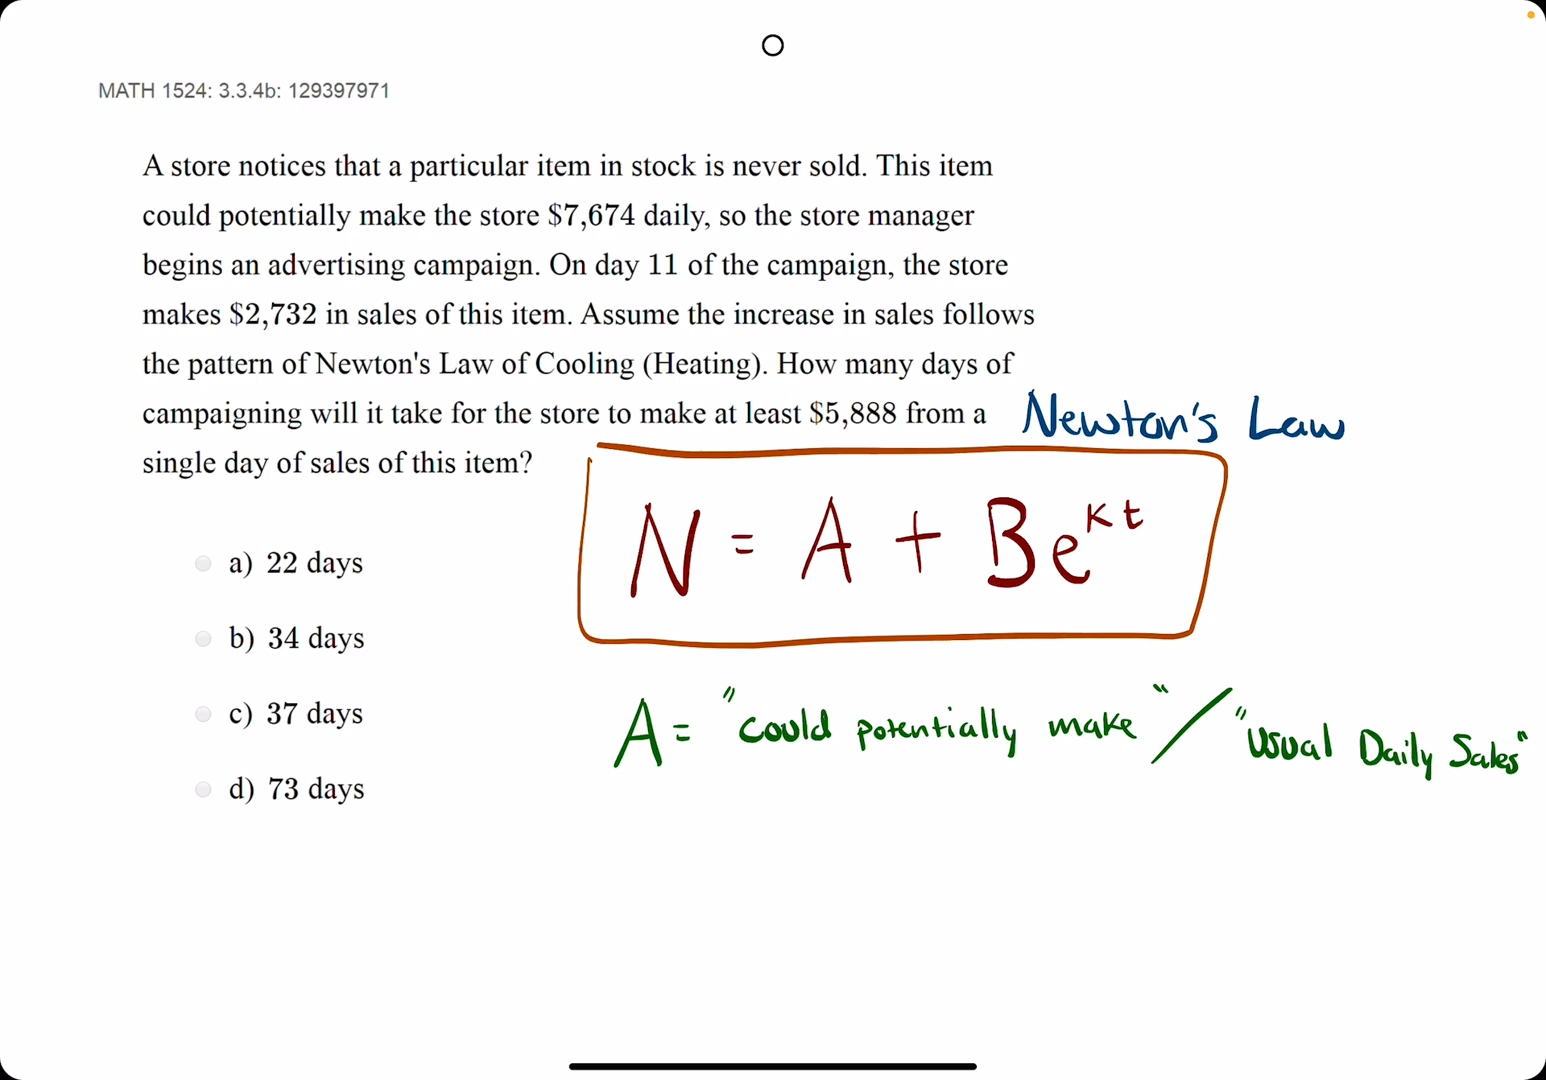 MATH 1524: 3.3.4b: 129397971
A store notices that a particular item in stock is never sold. This item
could potentially make the store $7,674 daily, so the store manager
begins an advertising campaign. On day 11 of the campaign, the store
makes $2,732 in sales of this item. Assume the increase in sales follows
the pattern of Newton's Law of Cooling (Heating). How many days of
campaigning will it take for the store to make at least $5,888 from a
single day of sales of this item?
Newton's Law
N = A + Be^kt
a) 22 days
b) 34 days
c) 37 days
d) 73 days
A = "could potentially make" / "Usual Daily Sales"